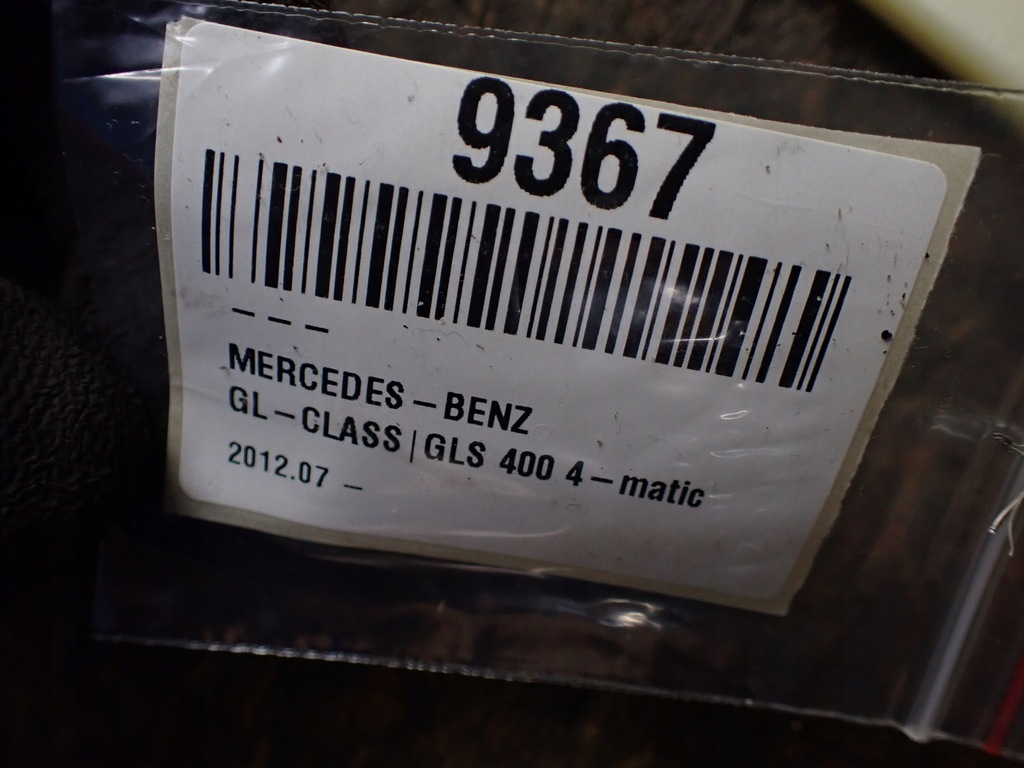 9367
– – –
MERCEDES-BENZ
GL-CLASS|GLS 400 4-matic
2012.07 –